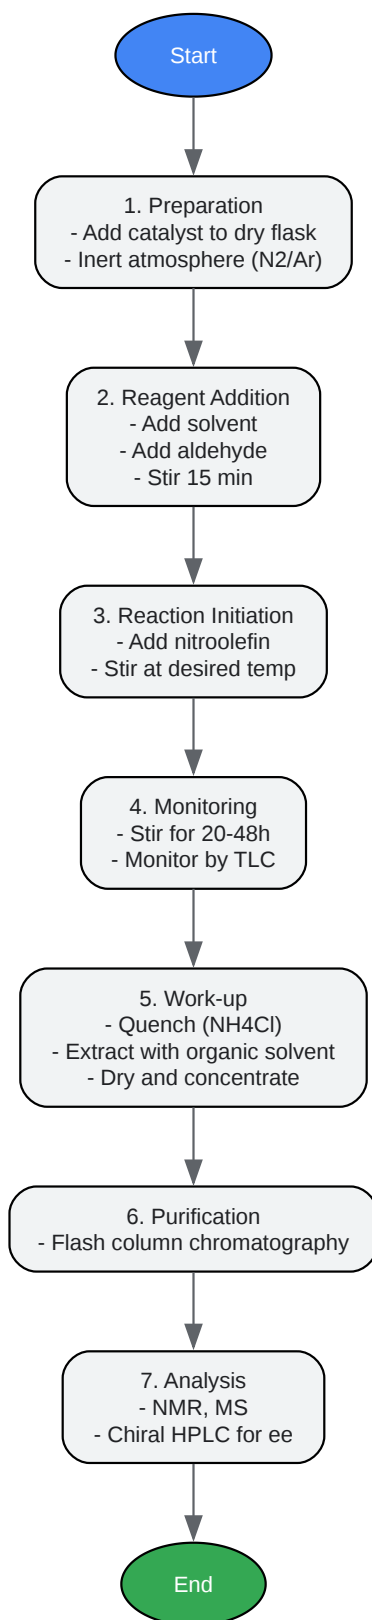 Start
1. Preparation
- Add catalyst to dry flask
- Inert atmosphere (N2/Ar)
2. Reagent Addition
- Add solvent
- Add aldehyde
- Stir 15 min
3. Reaction Initiation
- Add nitroolefin
- Stir at desired temp
4. Monitoring
- Stir for 20-48h
- Monitor by TLC
5. Work-up
- Quench (NH4Cl)
- Extract with organic solvent
- Dry and concentrate
6. Purification
- Flash column chromatography
7. Analysis
- NMR, MS
- Chiral HPLC for ee
End